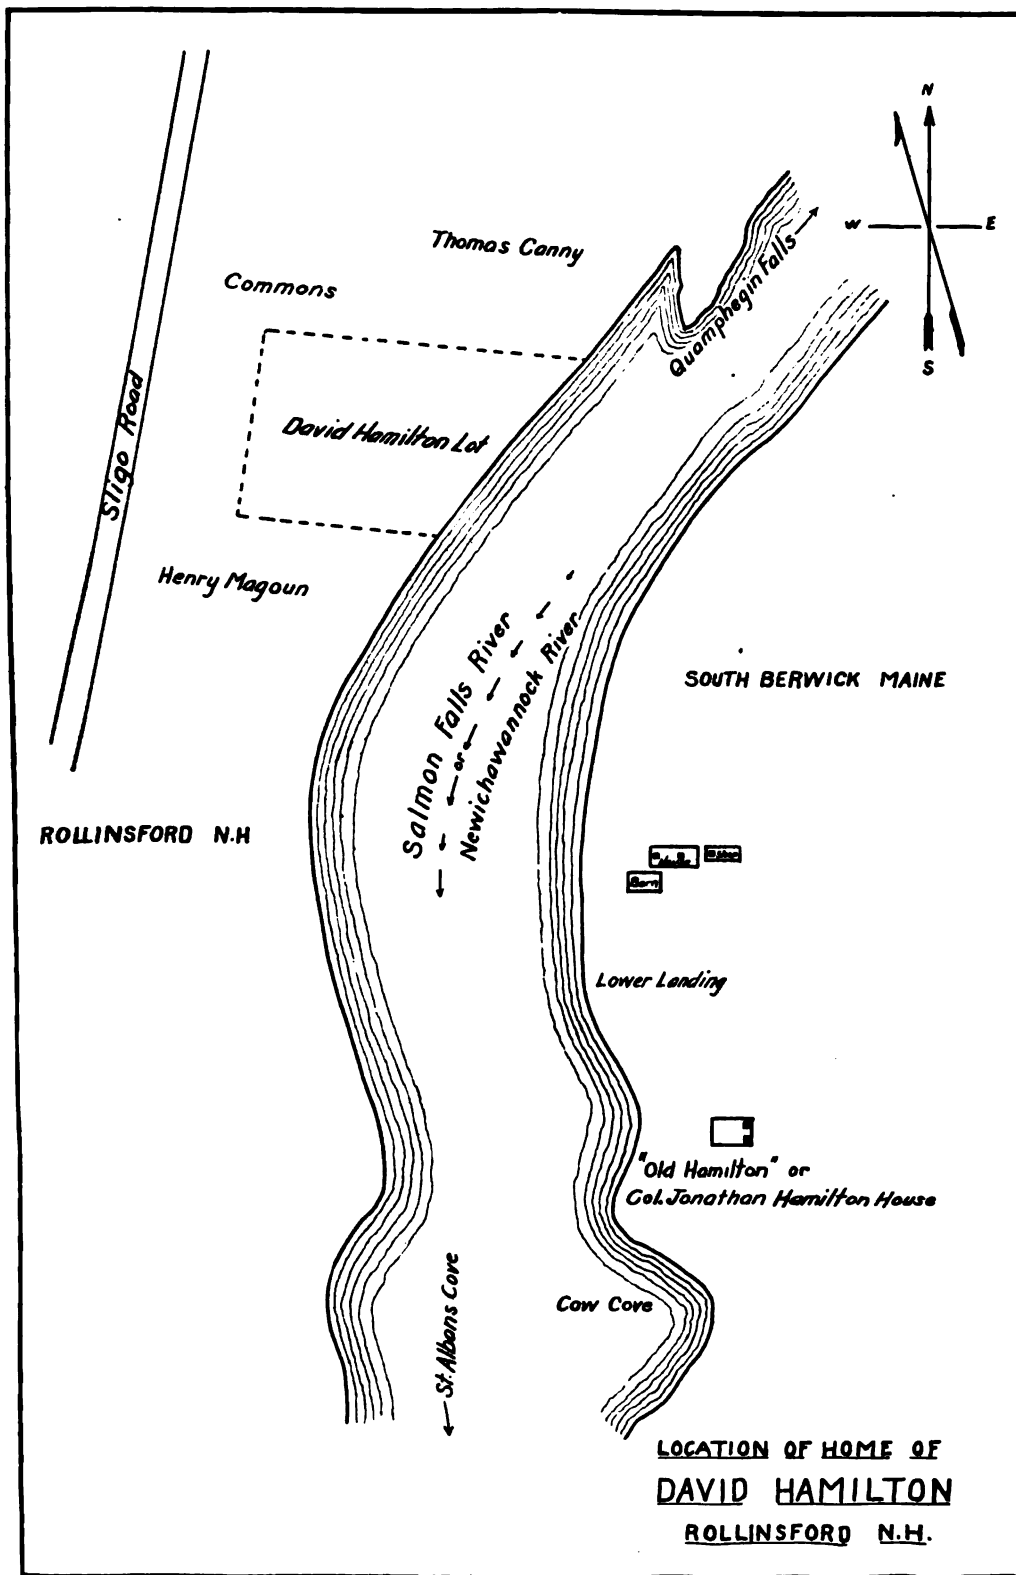 N
W
E
S
Thomas Canny
Quamphegin Falls
Commons
David Hamilton Lot
Sligo Road
Henry Magoun
Salmon Falls River
or
Newichawannock River
SOUTH BERWICK MAINE
ROLLINSFORD N.H
House
Shop
Barn
Lower Landing
"Old Hamilton" or
Col. Jonathan Hamilton House
Cow Cove
St. Albans Cove
LOCATION OF HOME OF
DAVID HAMILTON
ROLLINSFORD N.H.